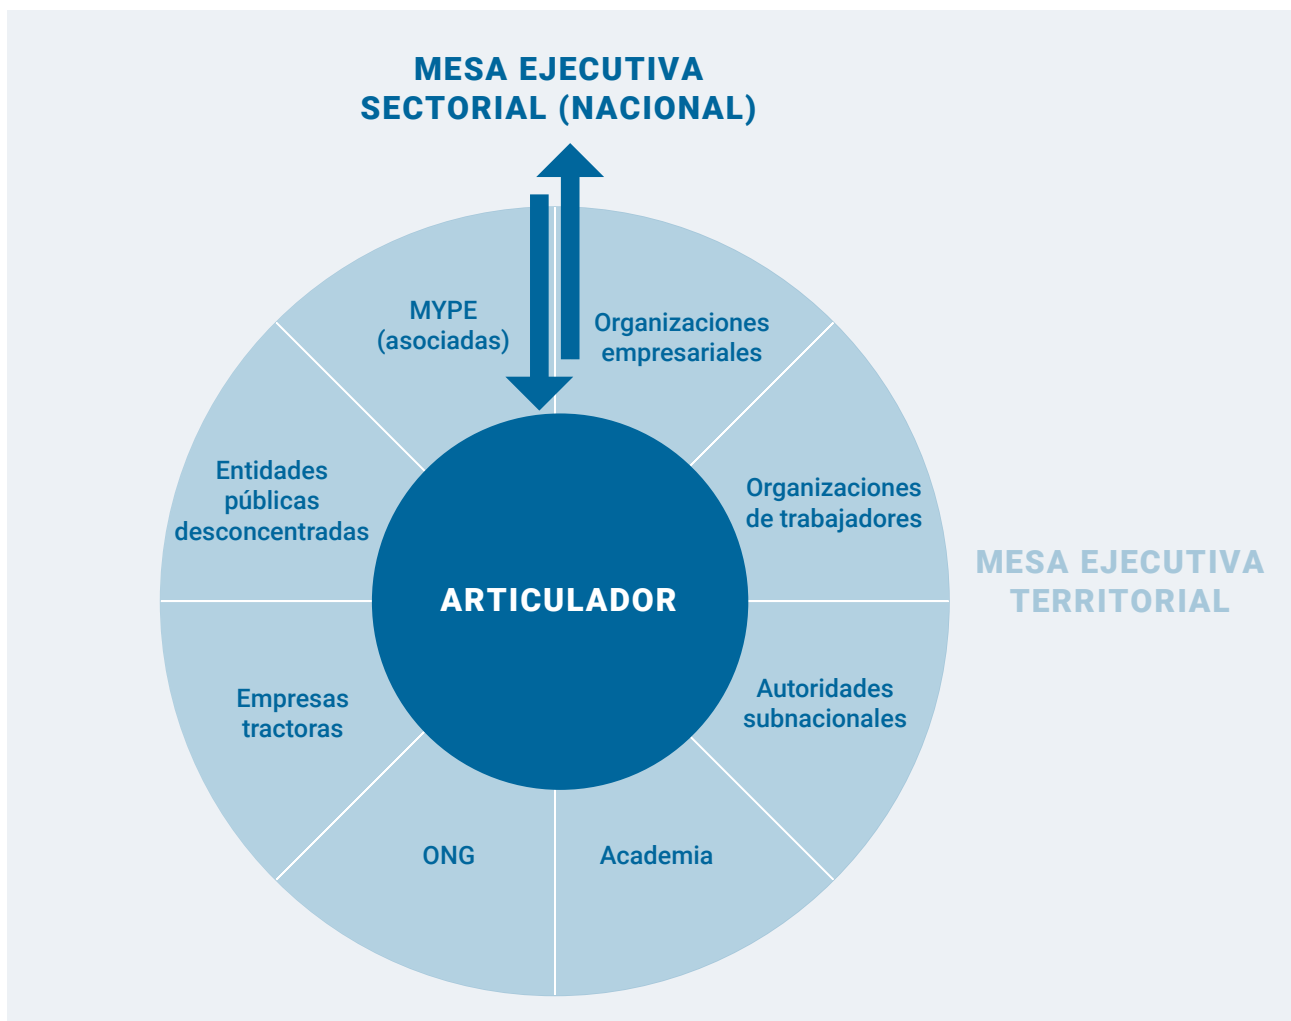 MESA EJECUTIVA
SECTORIAL (NACIONAL)
MYPE
(asociadas)
Organizaciones
empresariales
Entidades
públicas
desconcentradas
Organizaciones
de trabajadores
MESA EJECUTIVA
TERRITORIAL
ARTICULADOR
Empresas
tractoras
Autoridades
subnacionales
ONG
Academia